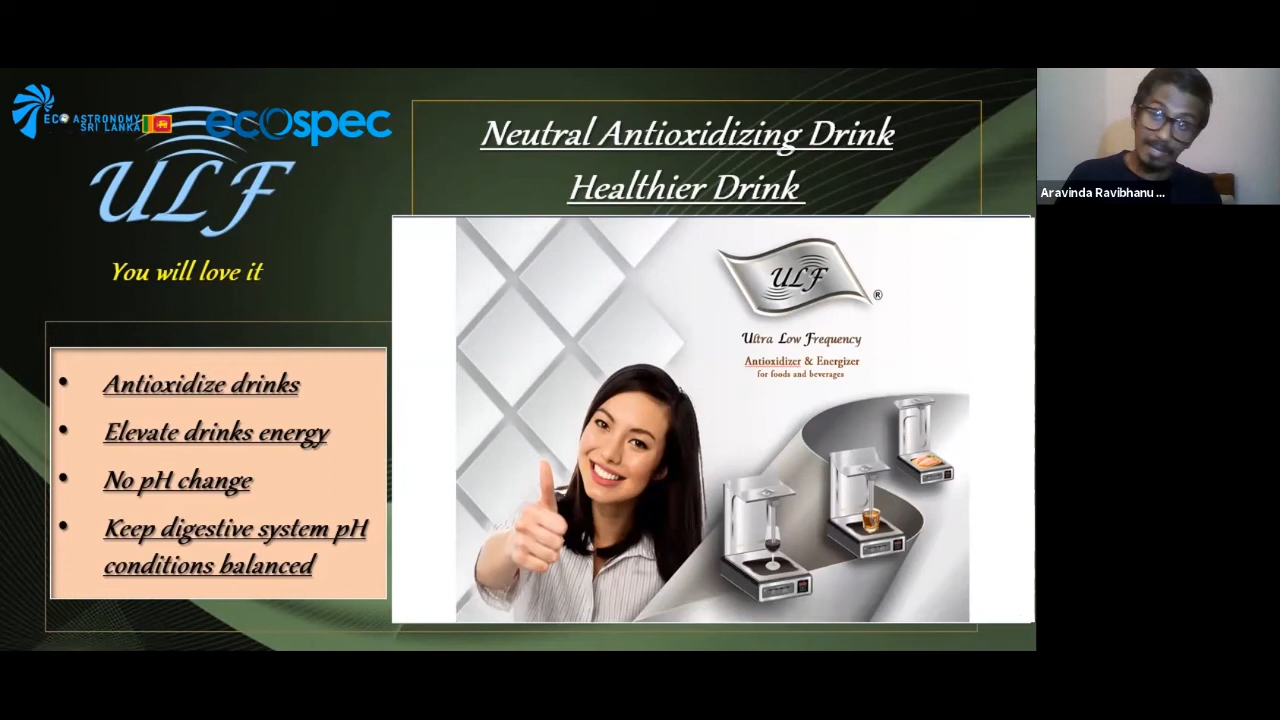 ECO ASTRONOMY
SRI LANKA
ecospec
ULF
You will love it
Neutral Antioxidizing Drink
Healthier Drink
• Antioxidize drinks
• Elevate drinks energy
• No pH change
• Keep digestive system pH
conditions balanced
ULF
®
Ultra Low Frequency
Antioxidizer & Energizer
for foods and beverages
Aravinda Ravibhanu ...